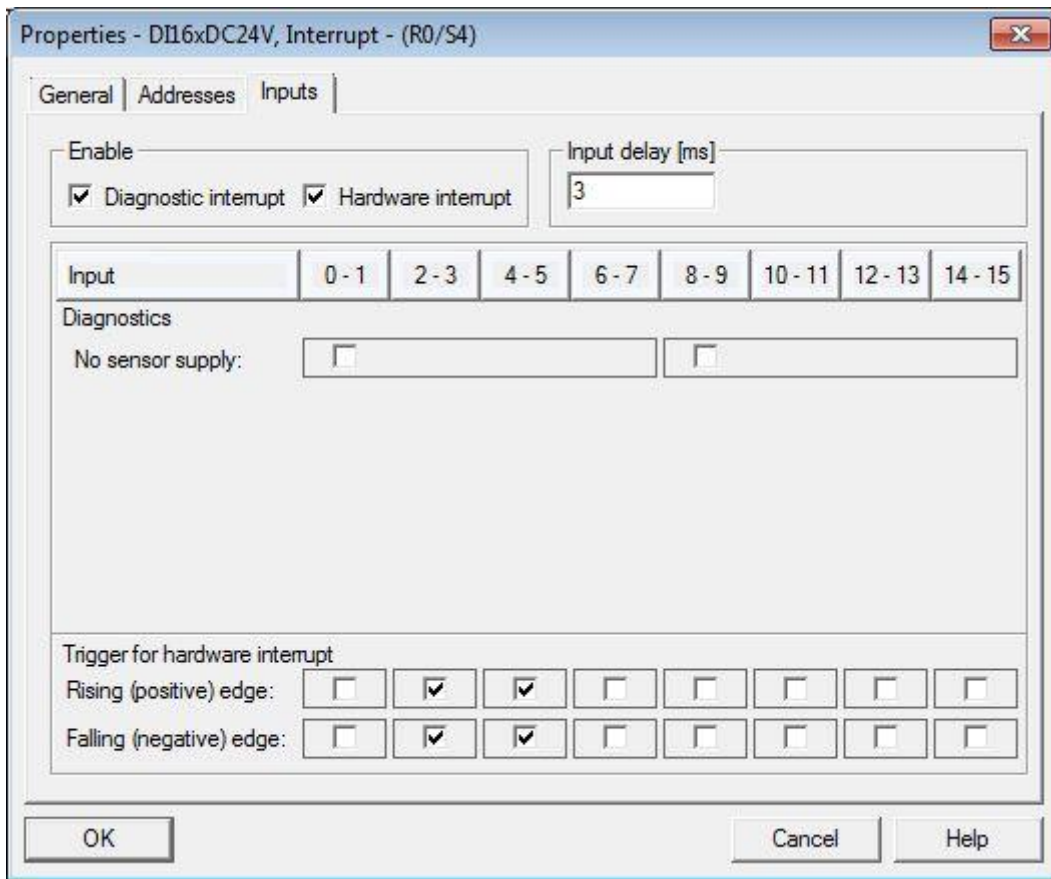 Properties - DI16xDC24V, Interrupt - (R0/S4)
General Addresses Inputs
Enable Input delay [ms]
Diagnostic interrupt Hardware interrupt 3
Input 0 - 1 2 - 3 4 - 5 6 - 7 8 - 9 10 - 11 12 - 13 14 - 15
Diagnostics
No sensor supply:
Trigger for hardware interrupt
Rising (positive) edge:
Falling (negative) edge:
OK Cancel Help